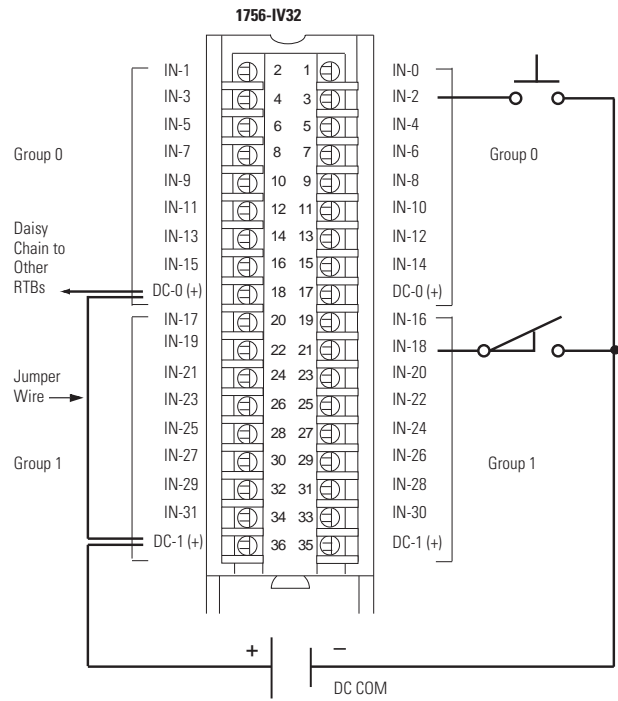 1756-IV32
IN-1 2 1 IN-0
IN-3 4 3 IN-2
IN-5 6 5 IN-4
IN-7 8 7 IN-6
Group 0 Group 0
IN-9 10 9 IN-8
IN-11 12 11 IN-10
IN-13 14 13 IN-12
IN-15 16 15 IN-14
Daisy
Chain to
Other
RTBs
DC-0 (+) 18 17 DC-0 (+)
IN-17 20 19 IN-16
IN-19 22 21 IN-18
IN-21 24 23 IN-20
Jumper
Wire
IN-23 26 25 IN-22
IN-25 28 27 IN-24
IN-27 30 29 IN-26
Group 1 Group 1
IN-29 32 31 IN-28
IN-31 34 33 IN-30
DC-1 (+) 36 35 DC-1 (+)
+ –
DC COM